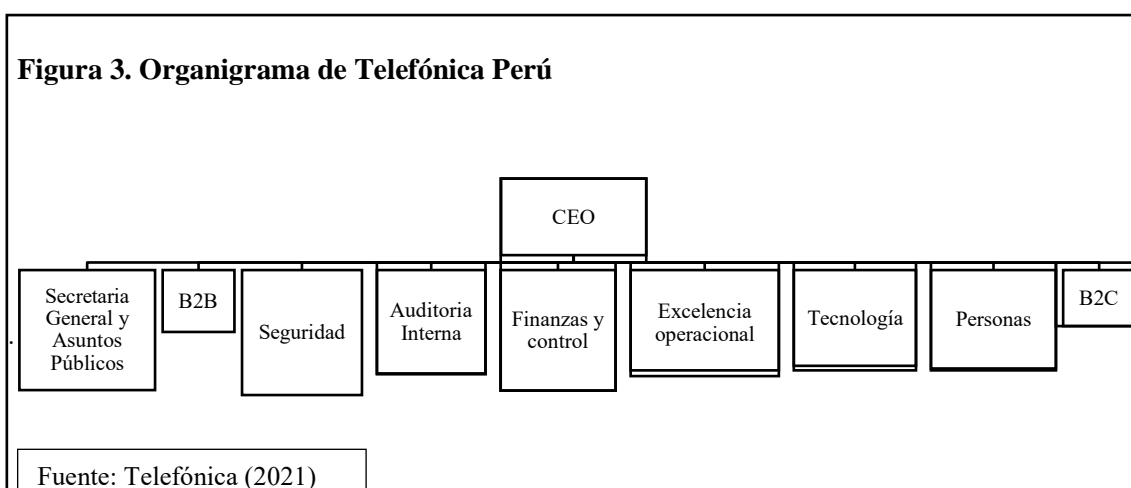 Figura 3. Organigrama de Telefónica Perú
CEO
Secretaria
General y
Asuntos
Públicos
B2B
Seguridad
Auditoria
Interna
Finanzas y
control
Excelencia
operacional
Tecnología
Personas
B2C
.
Fuente: Telefónica (2021)